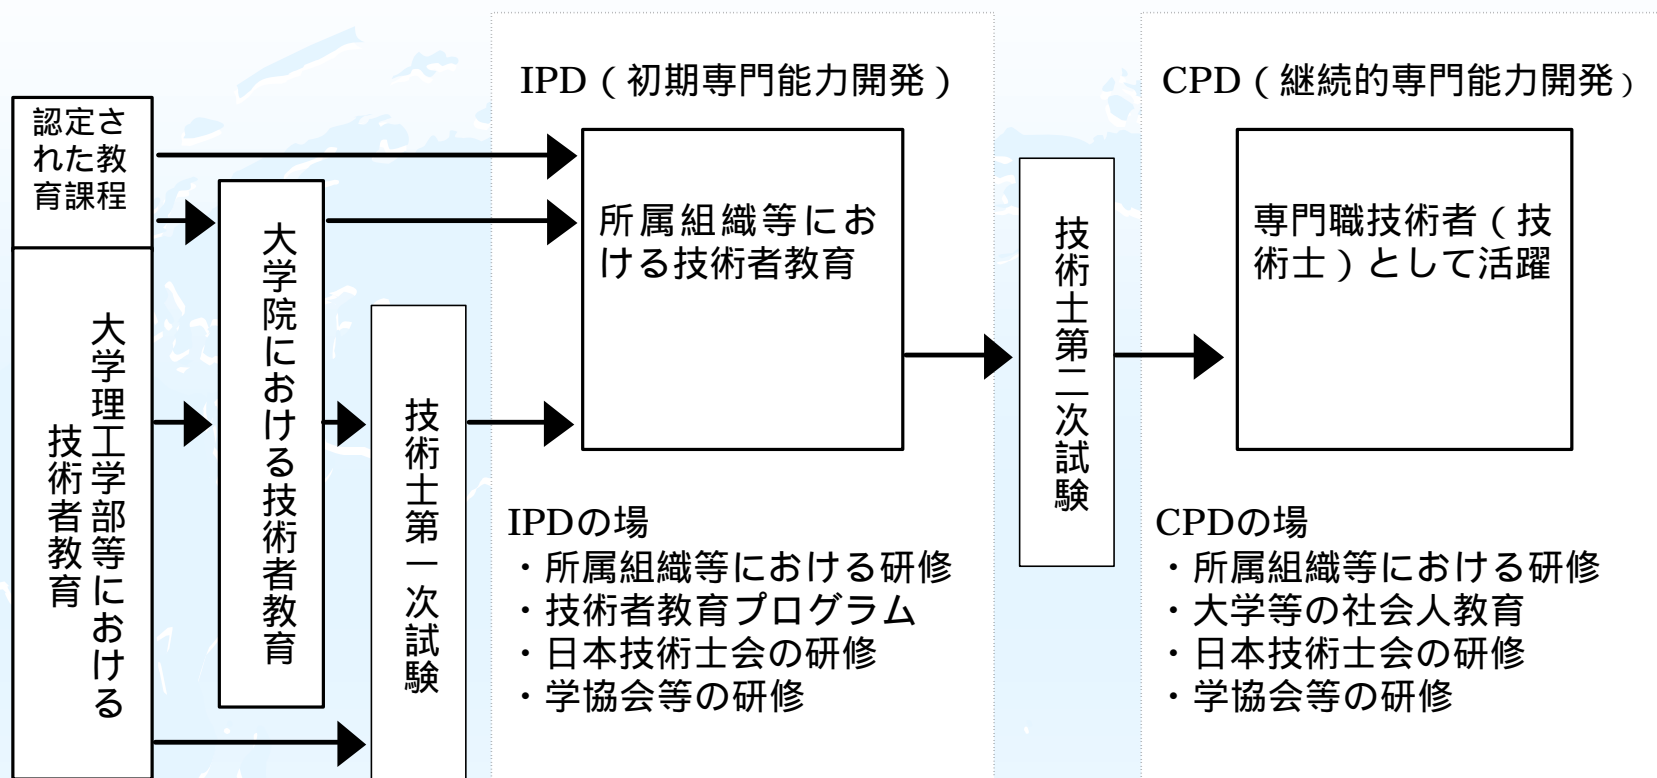 認定さ
れた教
育課程
大学理工学部等における
技術者教育
大学院における技術者教育
技術士第一次試験
IPD（初期専門能力開発）
所属組織等にお
ける技術者教育
IPDの場
・所属組織等における研修
・技術者教育プログラム
・日本技術士会の研修
・学協会等の研修
技術士第二次試験
CPD（継続的専門能力開発）
専門職技術者（技
術士）として活躍
CPDの場
・所属組織等における研修
・大学等の社会人教育
・日本技術士会の研修
・学協会等の研修